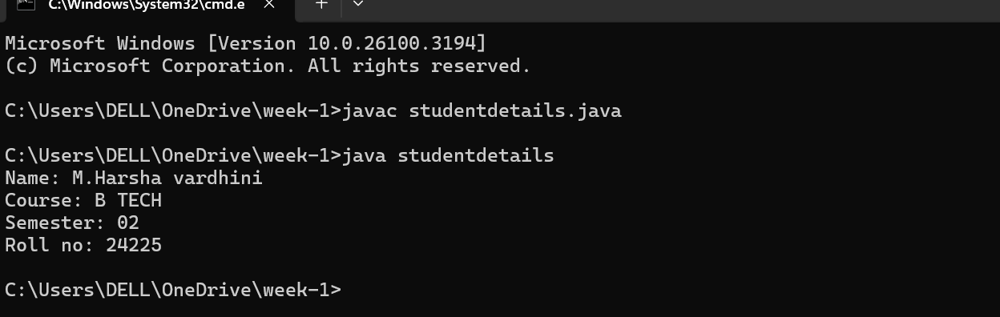 C:\Windows\System32\cmd.e
Microsoft Windows [Version 10.0.26100.3194]
(c) Microsoft Corporation. All rights reserved.
C:\Users\DELL\OneDrive\week-1>javac studentdetails.java
C:\Users\DELL\OneDrive\week-1>java studentdetails
Name: M.Harsha vardhini
Course: B TECH
Semester: 02
Roll no: 24225
C:\Users\DELL\OneDrive\week-1>